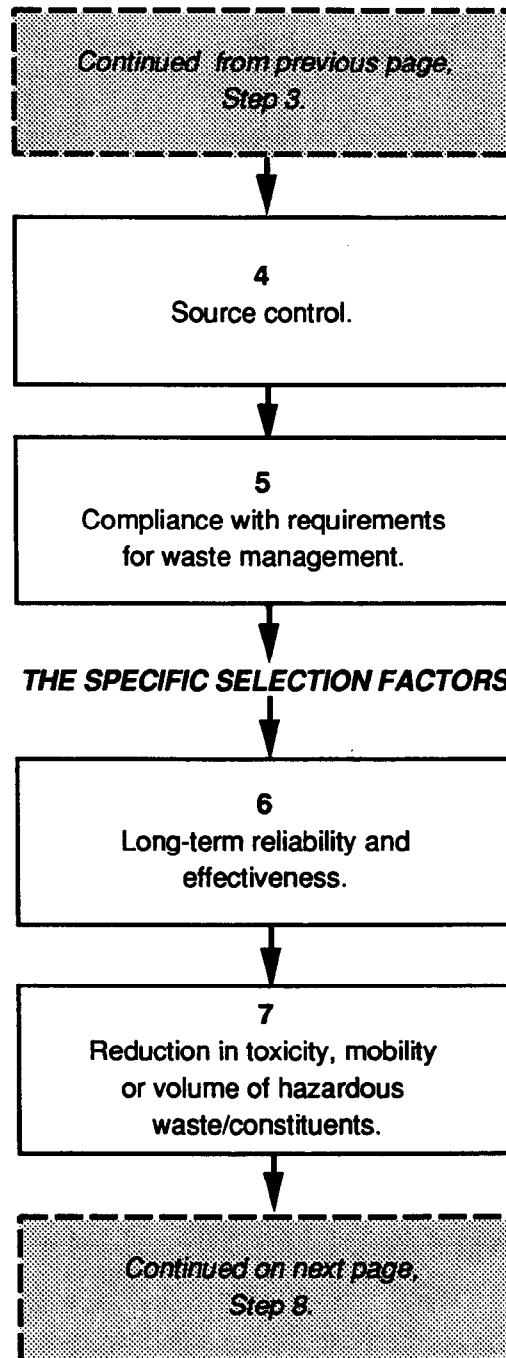 Continued from previous page,
Step 3.
4
Source control.
5
Compliance with requirements
for waste management.
THE SPECIFIC SELECTION FACTORS
6
Long-term reliability and
effectiveness.
7
Reduction in toxicity, mobility
or volume of hazardous
waste/constituents.
Continued on next page,
Step 8.